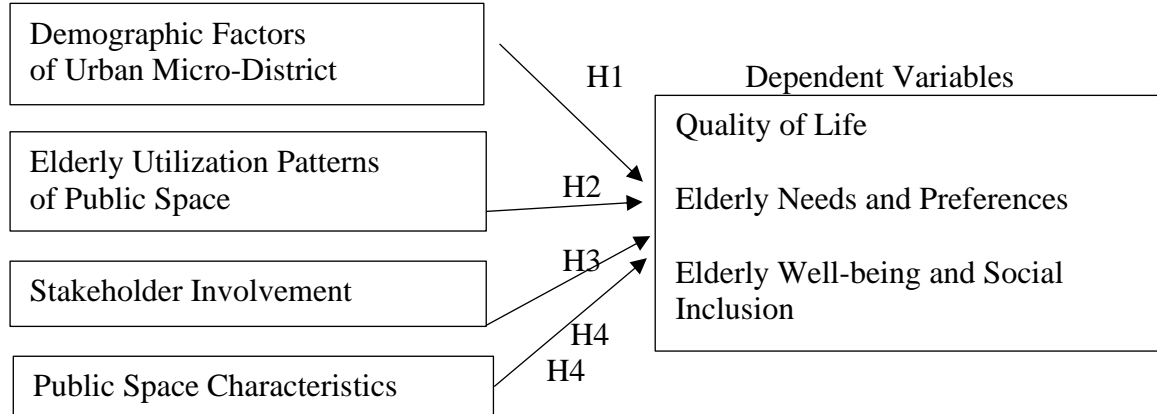 Demographic Factors
of Urban Micro-District
H1
Dependent Variables
Quality of Life
Elderly Utilization Patterns
of Public Space
H2
Elderly Needs and Preferences
Stakeholder Involvement
H3
Elderly Well-being and Social
Inclusion
H4
H4
Public Space Characteristics